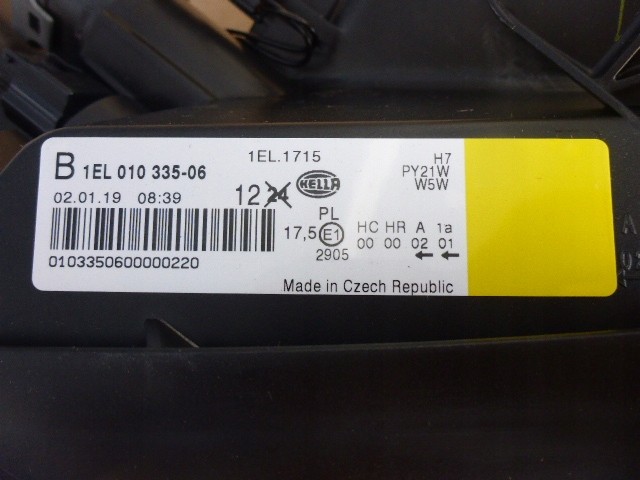 B 1EL 010 335-06
1EL.1715
02.01.19 08:39
12 24
HELLA
H7
PY21W
W5W
PL
17,5 E1
2905
HC HR A 1a
00 00 02 01
←←
0103350600000220
Made in Czech Republic